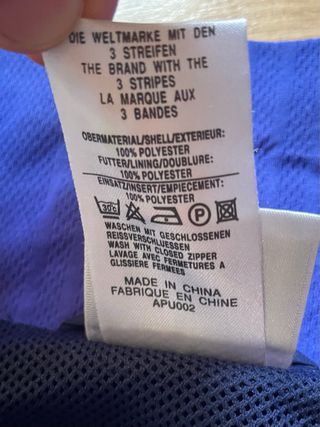 DIE WELTMARKE MIT DEN
3 STREIFEN
THE BRAND WITH THE
3 STRIPES
LA MARQUE AUX
3 BANDES
OBERMATERIAL/SHELL/EXTERIEUR:
100% POLYESTER
FUTTER/LINING/DOUBLURE:
100% POLYESTER
EINSATZ/INSERT/EMPIECEMENT:
100% POLYESTER
30°C P
WASCHEN MIT GESCHLOSSENEN
REISSVERSCHLUESSEN
WASH WITH CLOSED ZIPPER
LAVAGE AVEC FERMETURES A
GLISSIERE FERMEES
MADE IN CHINA
FABRIQUE EN CHINE
APU002